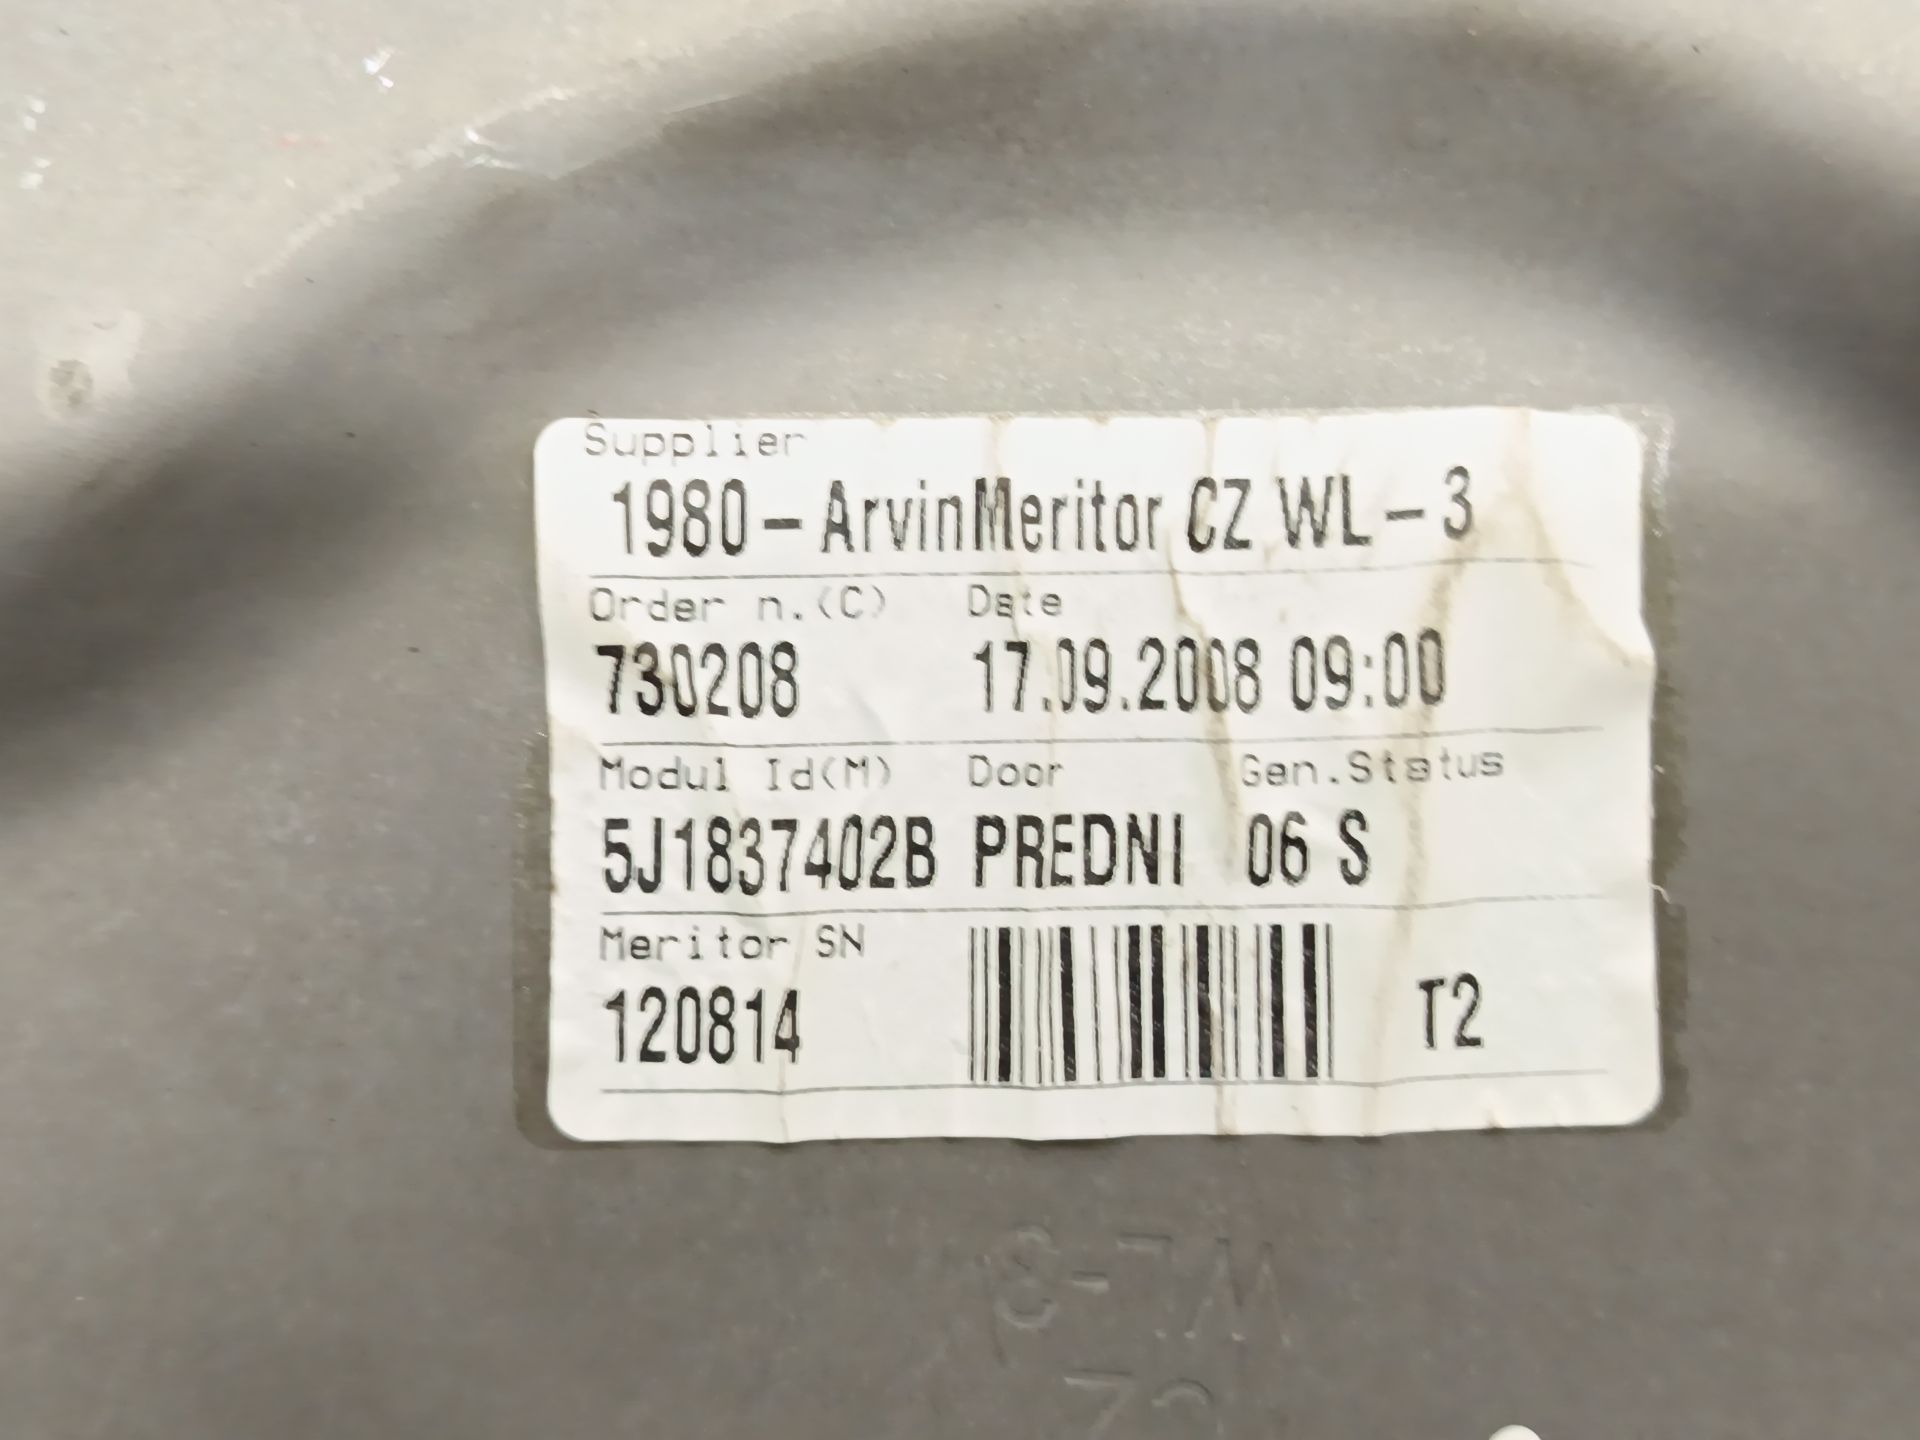 Supplier
1980-ArvinMeritor CZ WL-3
Order n.(C) Date
730208 17.09.2008 09:00
Modul Id(M) Door Gen.Status
5J1837402B PREDNI 06 S
Meritor SN
120814 T2